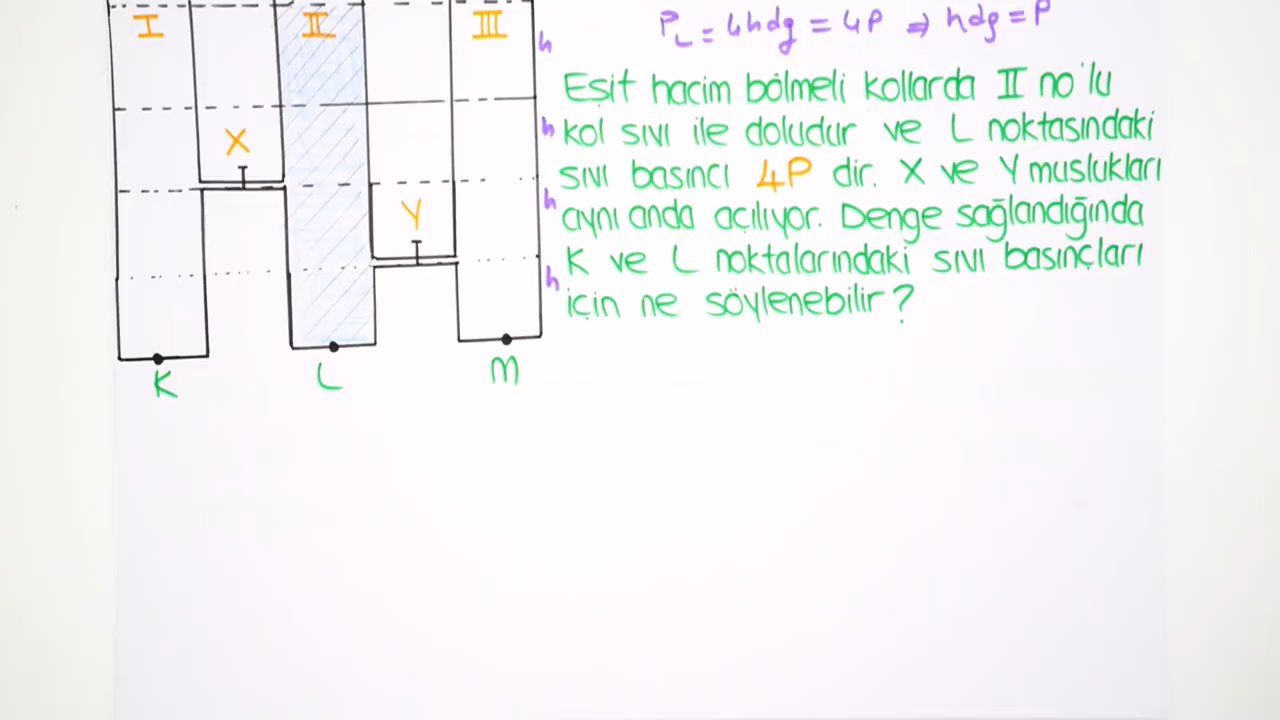 I II III
P_L = 4hdg = 4P ⇒ hdg = P
h
Eşit hacim bölmeli kollarda II no'lu
h
kol sıvı ile doludur ve L noktasındaki
X
sıvı basıncı 4P dir. X ve Y muslukları
h
aynı anda açılıyor. Denge sağlandığında
Y
K ve L noktalarındaki sıvı basınçları
h
için ne söylenebilir?
K L M